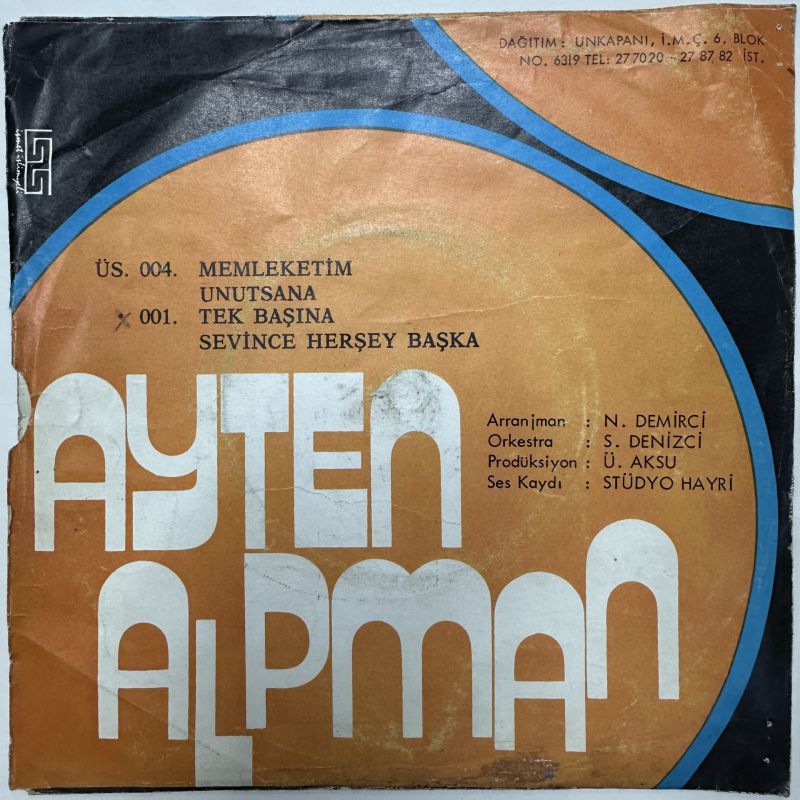 DAĞITIM: UNKAPANI, İ.M.Ç. 6. BLOK
NO. 6319 TEL: 27 70 20 - 27 87 82 İST.
ÜS. 004. MEMLEKETİM
UNUTSANA
x 001. TEK BAŞINA
SEVİNCE HERŞEY BAŞKA
Arranjman : N. DEMİRCİ
Orkestra : S. DENİZCİ
Prodüksiyon : Ü. AKSU
Ses Kaydı : STÜDYO HAYRİ
AYTEN
ALPMAN